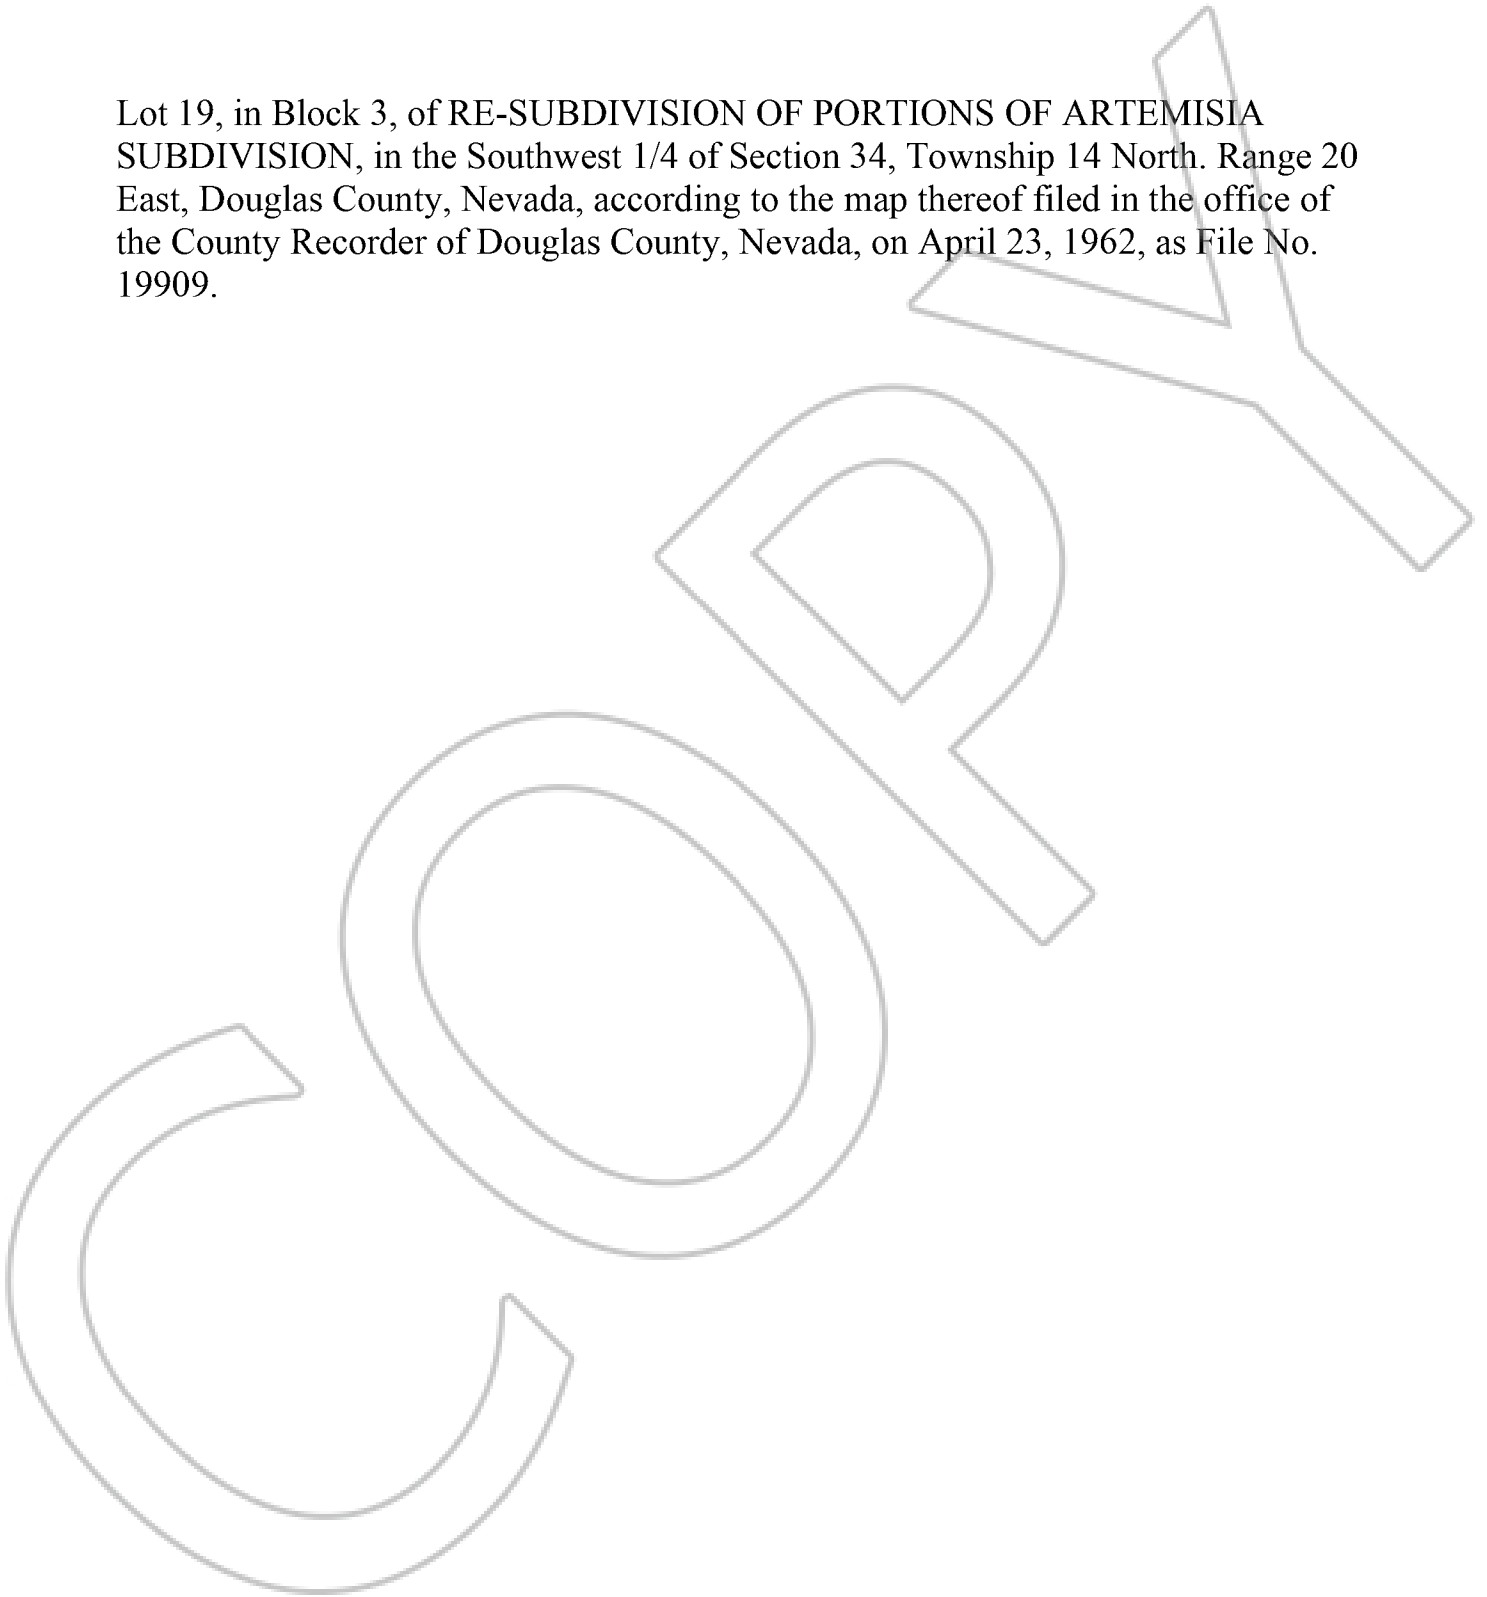 Lot 19, in Block 3, of RE-SUBDIVISION OF PORTIONS OF ARTEMISIA
SUBDIVISION, in the Southwest 1/4 of Section 34, Township 14 North. Range 20
East, Douglas County, Nevada, according to the map thereof filed in the office of
the County Recorder of Douglas County, Nevada, on April 23, 1962, as File No.
19909.
COPY